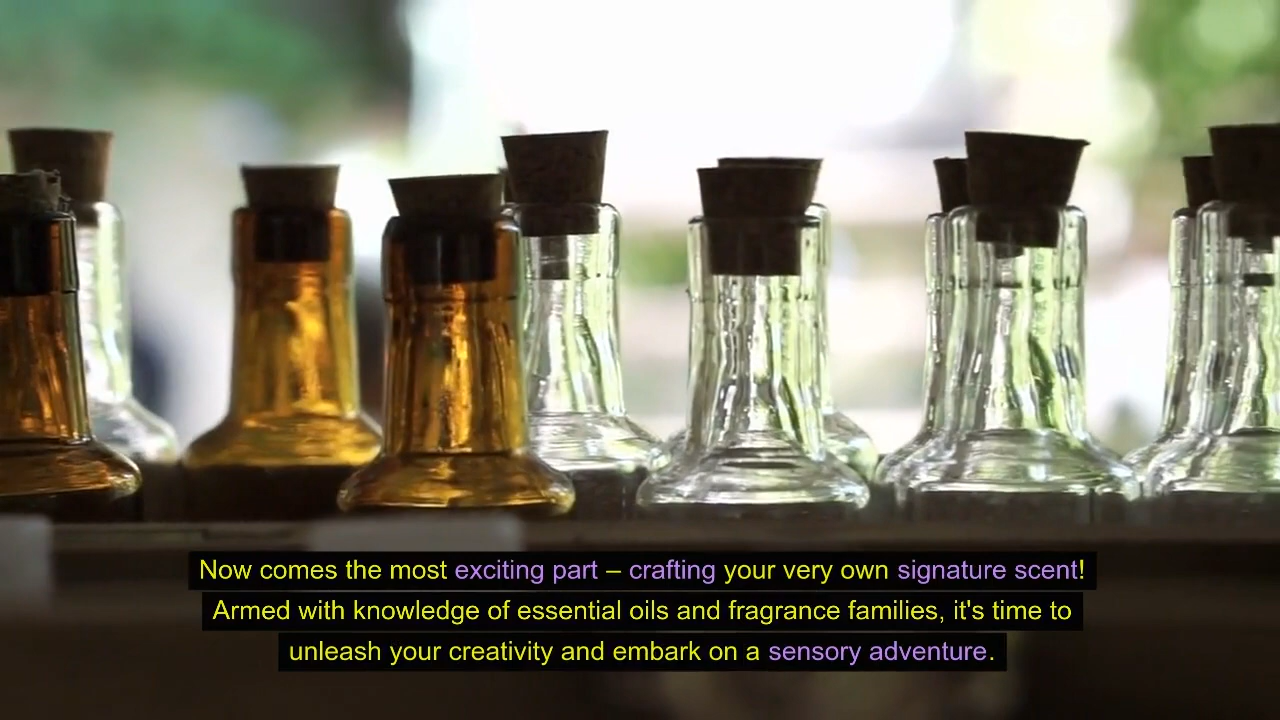 Now comes the most exciting part – crafting your very own signature scent!
Armed with knowledge of essential oils and fragrance families, it's time to
unleash your creativity and embark on a sensory adventure.